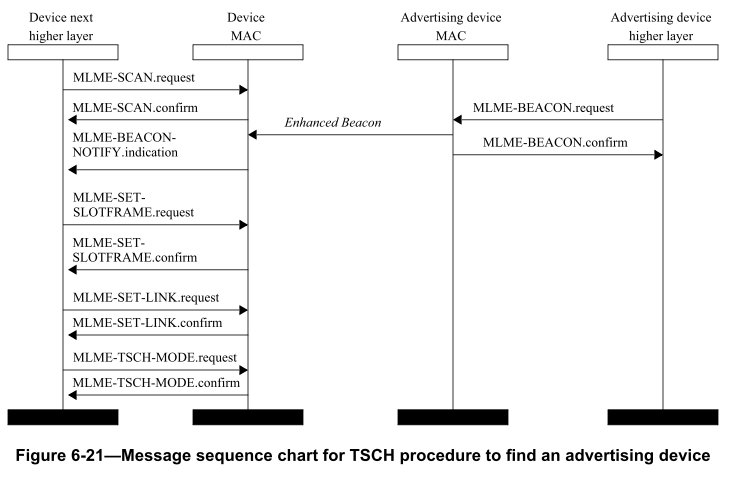 Device next
higher layer
Device
MAC
Advertising device
MAC
Advertising device
higher layer
MLME-SCAN.request
MLME-SCAN.confirm
MLME-BEACON.request
Enhanced Beacon
MLME-BEACON-
NOTIFY.indication
MLME-BEACON.confirm
MLME-SET-
SLOTFRAME.request
MLME-SET-
SLOTFRAME.confirm
MLME-SET-LINK.request
MLME-SET-LINK.confirm
MLME-TSCH-MODE.request
MLME-TSCH-MODE.confirm
Figure 6-21—Message sequence chart for TSCH procedure to find an advertising device